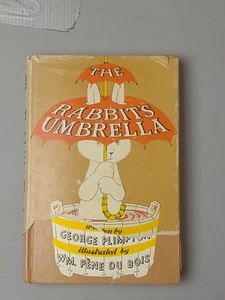 THE
RABBIT'S
UMBRELLA
written by
GEORGE PLIMPTON
illustrated by
WM. PÈNE DU BOIS